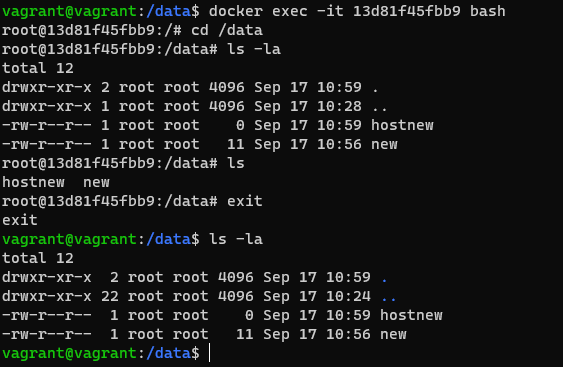 vagrant@vagrant:/data$ docker exec -it 13d81f45fbb9 bash
root@13d81f45fbb9:/# cd /data
root@13d81f45fbb9:/data# ls -la
total 12
drwxr-xr-x 2 root root 4096 Sep 17 10:59 .
drwxr-xr-x 1 root root 4096 Sep 17 10:28 ..
-rw-r--r-- 1 root root    0 Sep 17 10:59 hostnew
-rw-r--r-- 1 root root   11 Sep 17 10:56 new
root@13d81f45fbb9:/data# ls
hostnew  new
root@13d81f45fbb9:/data# exit
exit
vagrant@vagrant:/data$ ls -la
total 12
drwxr-xr-x  2 root root 4096 Sep 17 10:59 .
drwxr-xr-x 22 root root 4096 Sep 17 10:24 ..
-rw-r--r--  1 root root    0 Sep 17 10:59 hostnew
-rw-r--r--  1 root root   11 Sep 17 10:56 new
vagrant@vagrant:/data$